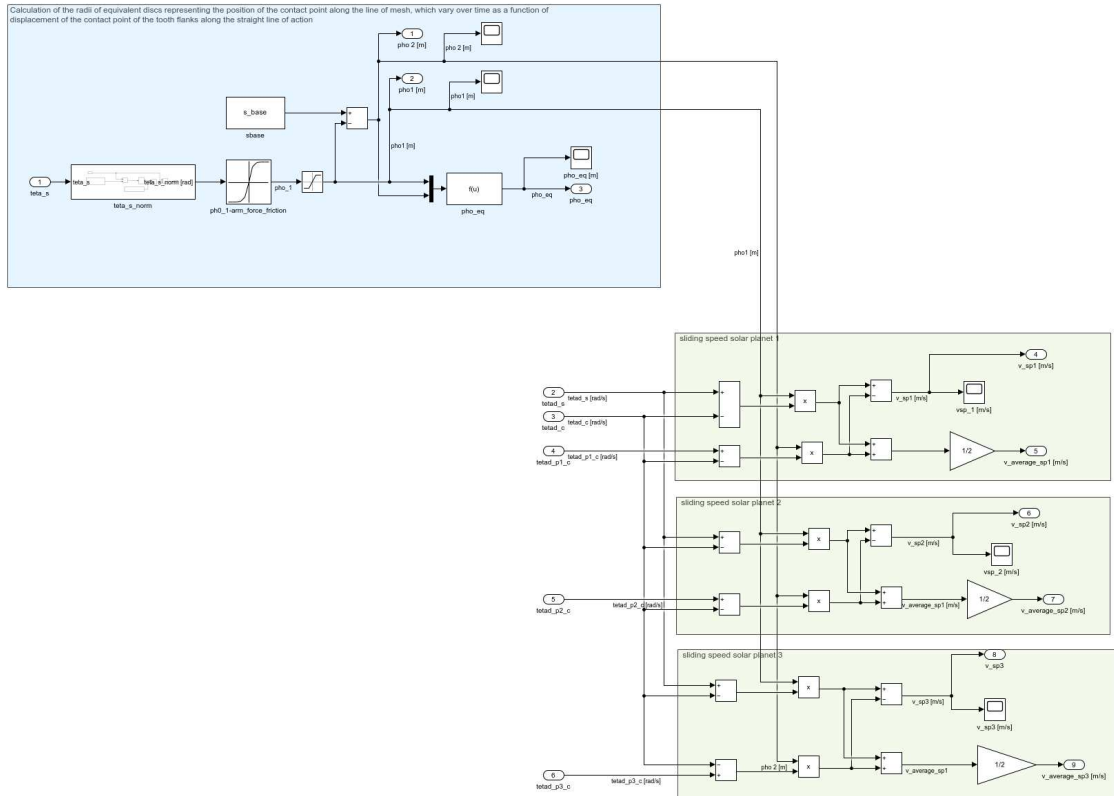 Calculation of the radii of equivalent discs representing the position of the contact point along the line of mesh, which vary over time as a function of
displacement of the contact point of the tooth flanks along the straight line of action
1
pho 2 [m]
pho 2 [m]
2
pho1 [m]
pho1 [m]
s_base
sbase
pho1 [m]
1
teta_s
teta_s
teta_s_norm [rad]
teta_s_norm
ph0_1-arm_force_friction
pho_1
f(u)
pho_eq
pho_eq [m]
pho_eq
3
pho_eq
pho1 [m]
sliding speed solar planet 1
2
tetad_s
tetad_s [rad/s]
3
tetad_c
tetad_c [rad/s]
4
tetad_p1_c
tetad_p1_c [rad/s]
x
x
v_sp1 [m/s]
4
v_sp1 [m/s]
vsp_1 [m/s]
1/2
5
v_average_sp1 [m/s]
sliding speed solar planet 2
x
v_sp2 [m/s]
6
v_sp2 [m/s]
vsp_2 [m/s]
5
tetad_p2_c
tetad_p2_c[rad/s]
x
v_average_sp1 [m/s]
1/2
7
v_average_sp2 [m/s]
sliding speed solar planet 3
x
v_sp3 [m/s]
8
v_sp3
v_sp3 [m/s]
6
tetad_p3_c
tetad_p3_c [rad/s]
pho 2 [m]
x
v_average_sp1
1/2
9
v_average_sp3 [m/s]